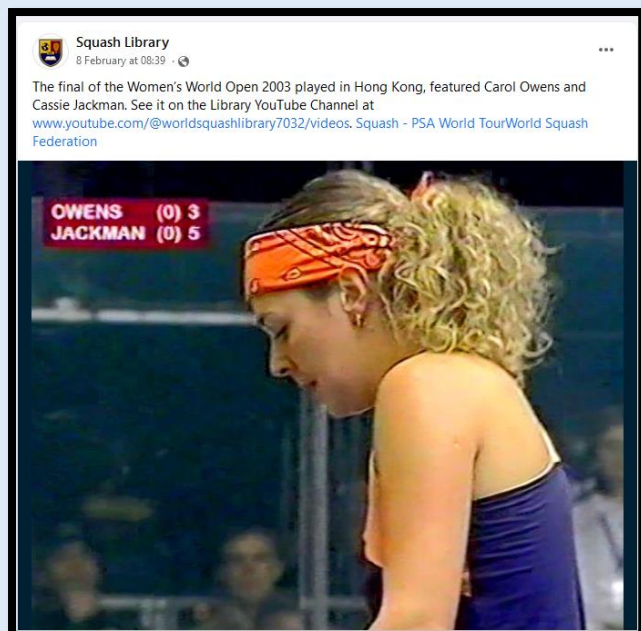 Squash Library
8 February at 08:39 ·
The final of the Women's World Open 2003 played in Hong Kong, featured Carol Owens and
Cassie Jackman. See it on the Library YouTube Channel at
www.youtube.com/@worldsquashlibrary7032/videos. Squash - PSA World TourWorld Squash
Federation
OWENS (0) 3
JACKMAN (0) 5